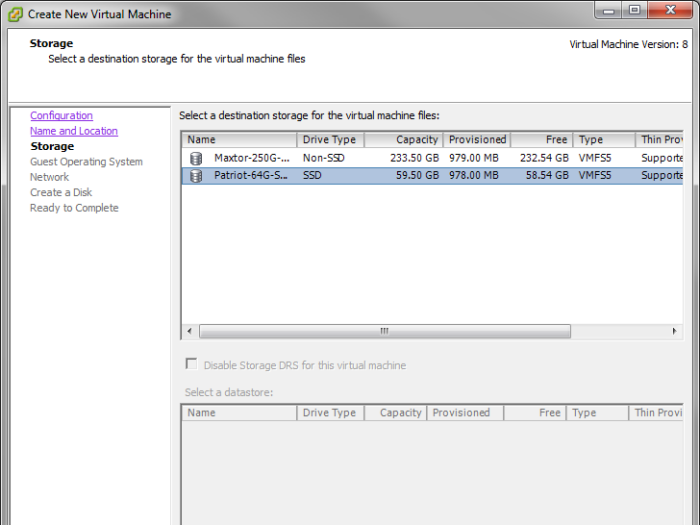 Create New Virtual Machine
Storage
Select a destination storage for the virtual machine files
Virtual Machine Version: 8
Configuration
Name and Location
Storage
Guest Operating System
Network
Create a Disk
Ready to Complete
Select a destination storage for the virtual machine files:
Name Drive Type Capacity Provisioned Free Type Thin Provi
Maxtor-250G-... Non-SSD 233.50 GB 979.00 MB 232.54 GB VMFS5 Supporte
Patriot-64G-S... SSD 59.50 GB 978.00 MB 58.54 GB VMFS5 Supporte
Disable Storage DRS for this virtual machine
Select a datastore:
Name Drive Type Capacity Provisioned Free Type Thin Provi